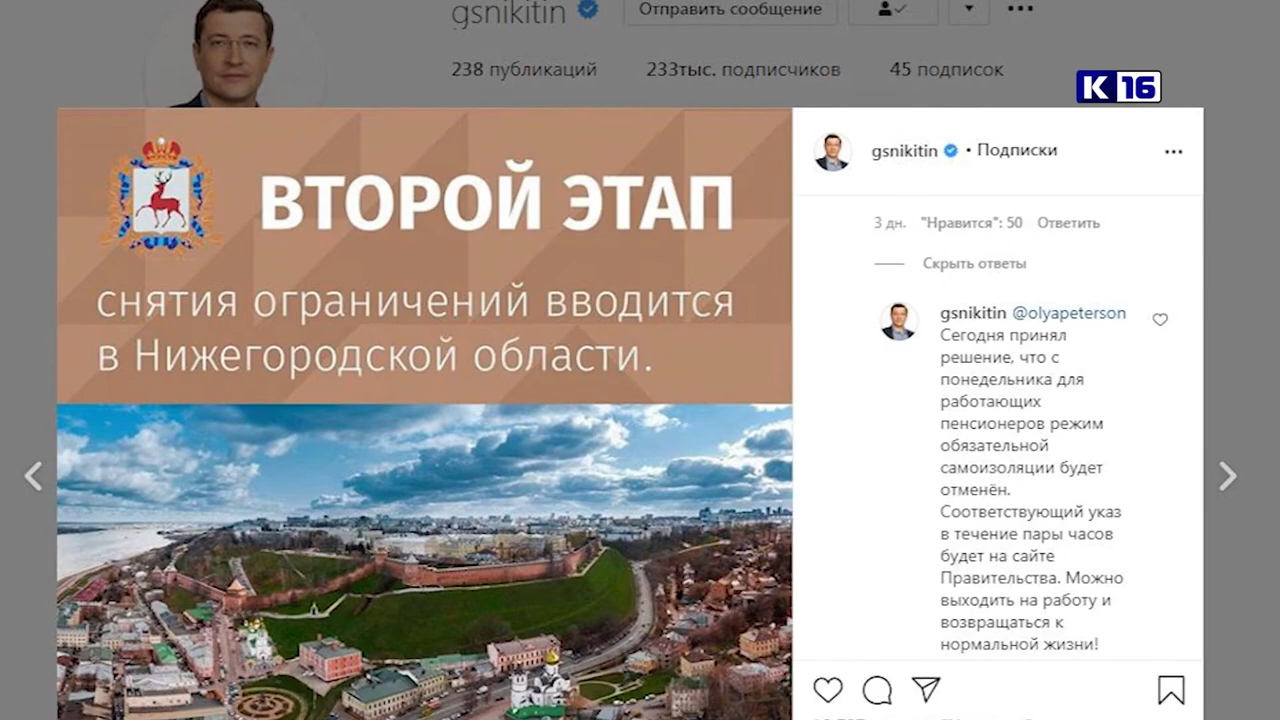 gsnikitin
Отправить сообщение
238 публикаций 233тыс. подписчиков 45 подписок
К 16
ВТОРОЙ ЭТАП
снятия ограничений вводится
в Нижегородской области.
gsnikitin • Подписки
3 дн. "Нравится": 50 Ответить
Скрыть ответы
gsnikitin @olyapeterson
Сегодня принял
решение, что с
понедельника для
работающих
пенсионеров режим
обязательной
самоизоляции будет
отменён.
Соответствующий указ
в течение пары часов
будет на сайте
Правительства. Можно
выходить на работу и
возвращаться к
нормальной жизни!